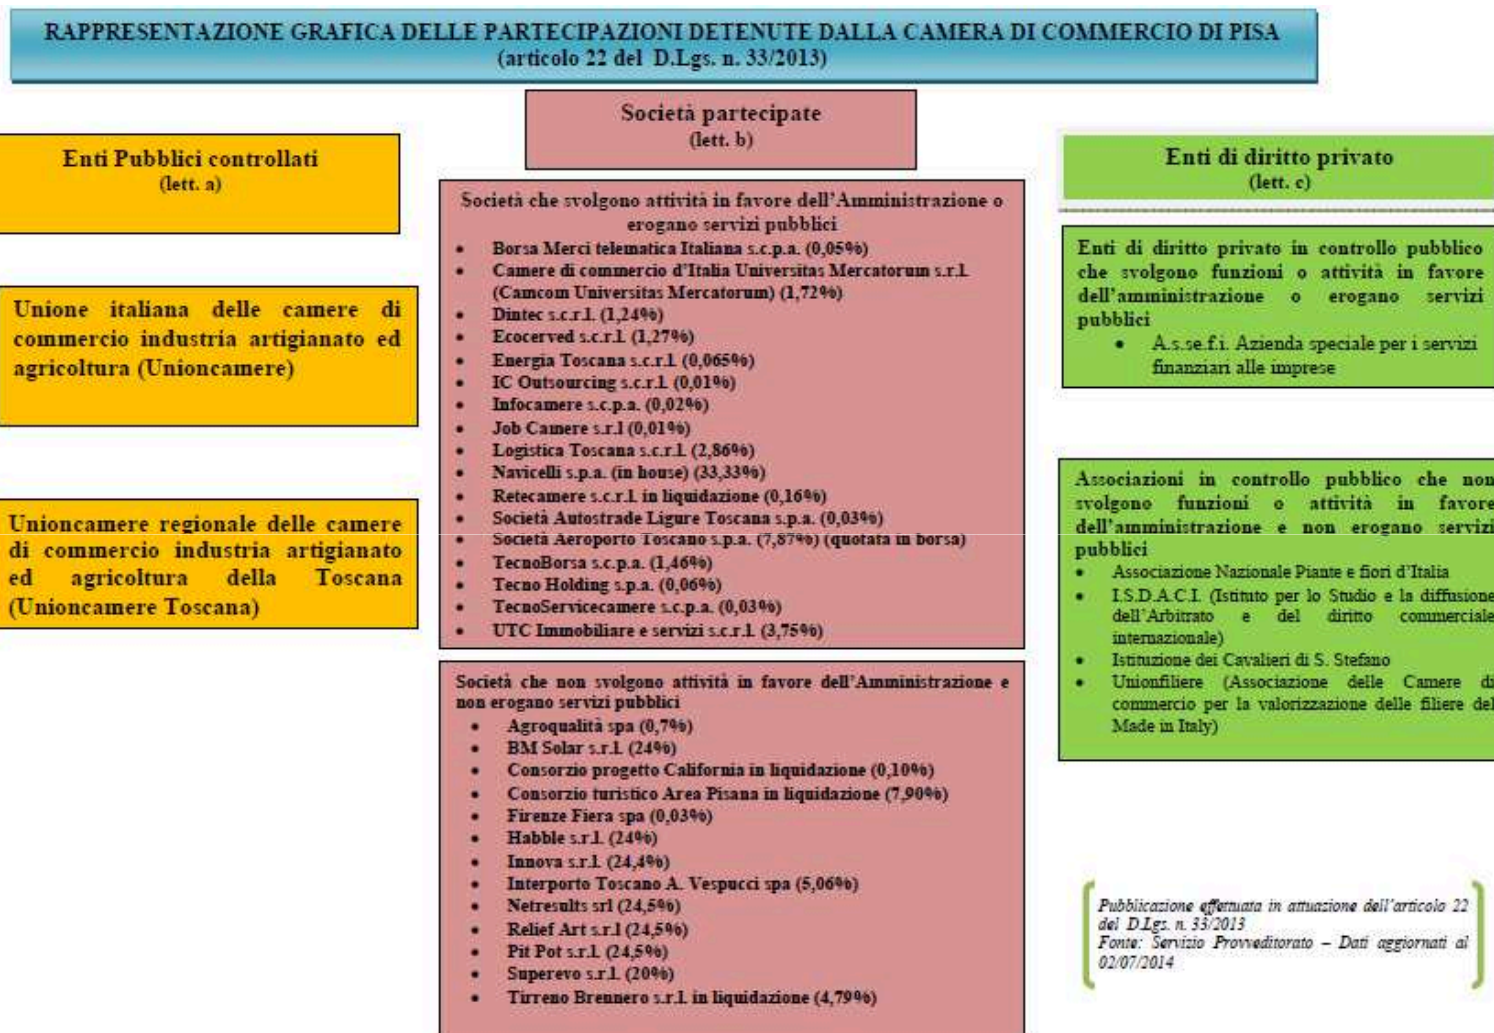 RAPPRESENTAZIONE GRAFICA DELLE PARTECIPAZIONI DETENUTE DALLA CAMERA DI COMMERCIO DI PISA
(articolo 22 del D.Lgs. n. 33/2013)
Enti Pubblici controllati
(lett. a)
Unione italiana delle camere di
commercio industria artigianato ed
agricoltura (Unioncamere)
Unioncamere regionale delle camere
di commercio industria artigianato
ed agricoltura della Toscana
(Unioncamere Toscana)
Società partecipate
(lett. b)
Società che svolgono attività in favore dell'Amministrazione o
erogano servizi pubblici
• Borsa Merci telematica Italiana s.c.p.a. (0,05%)
• Camere di commercio d'Italia Universitas Mercatorum s.r.l.
(Camcom Universitas Mercatorum) (1,72%)
• Dintec s.c.r.l. (1,24%)
• Ecocerved s.c.r.l. (1,27%)
• Energia Toscana s.c.r.l. (0,065%)
• IC Outsourcing s.c.r.l. (0,01%)
• Infocamere s.c.p.a. (0,02%)
• Job Camere s.r.l (0,01%)
• Logistica Toscana s.c.r.l. (2,86%)
• Navicelli s.p.a. (in house) (33,33%)
• Retecamere s.c.r.l. in liquidazione (0,16%)
• Società Autostrade Ligure Toscana s.p.a. (0,03%)
• Società Aeroporto Toscano s.p.a. (7,87%) (quotata in borsa)
• TecnoBorsa s.c.p.a. (1,46%)
• Tecno Holding s.p.a. (0,06%)
• TecnoServicecamere s.c.p.a. (0,03%)
• UTC Immobiliare e servizi s.c.r.l. (3,75%)
Società che non svolgono attività in favore dell'Amministrazione e
non erogano servizi pubblici
• Agroqualità spa (0,7%)
• BM Solar s.r.l. (24%)
• Consorzio progetto California in liquidazione (0,10%)
• Consorzio turistico Area Pisana in liquidazione (7,90%)
• Firenze Fiera spa (0,03%)
• Habble s.r.l. (24%)
• Innova s.r.l. (24,4%)
• Interporto Toscano A. Vespucci spa (5,06%)
• Netresults srl (24,5%)
• Relief Art s.r.l (24,5%)
• Pit Pot s.r.l. (24,5%)
• Superevo s.r.l. (20%)
• Tirreno Brennero s.r.l. in liquidazione (4,79%)
Enti di diritto privato
(lett. c)
Enti di diritto privato in controllo pubblico
che svolgono funzioni o attività in favore
dell'amministrazione o erogano servizi
pubblici
• A.s.se.f.i. Azienda speciale per i servizi
finanziari alle imprese
Associazioni in controllo pubblico che non
svolgono funzioni o attività in favore
dell'amministrazione e non erogano servizi
pubblici
• Associazione Nazionale Piante e fiori d'Italia
• I.S.D.A.C.I. (Istituto per lo Studio e la diffusione
dell'Arbitrato e del diritto commerciale
internazionale)
• Istituzione dei Cavalieri di S. Stefano
• Unionfiliere (Associazione delle Camere di
commercio per la valorizzazione delle filiere del
Made in Italy)
Pubblicazione effettuata in attuazione dell'articolo 22
del D.Lgs. n. 33/2013
Fonte: Servizio Provveditorato – Dati aggiornati al
02/07/2014